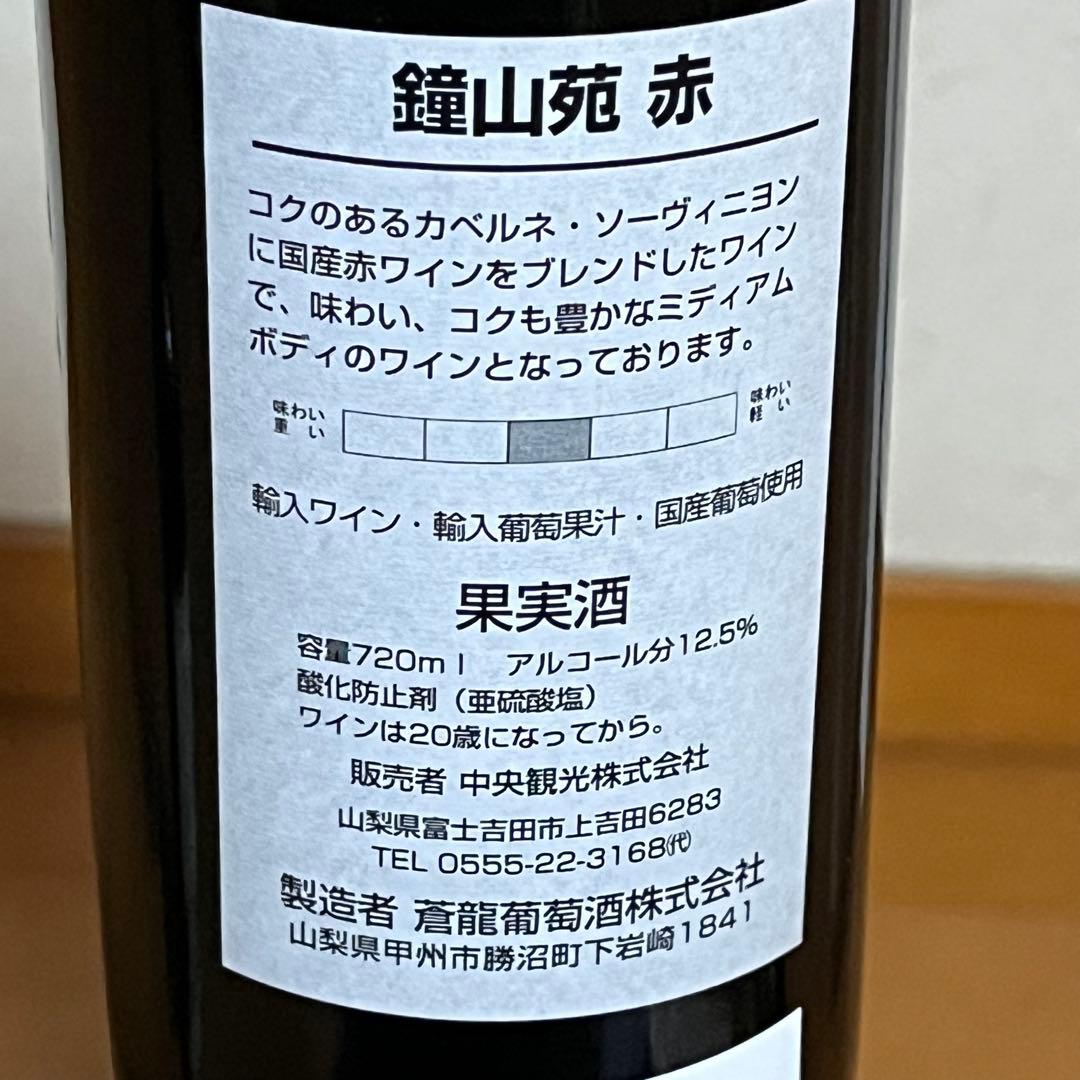 鐘山苑 赤
コクのあるカベルネ・ソーヴィニヨン
に国産赤ワインをブレンドしたワイン
で、味わい、コクも豊かなミディアム
ボディのワインとなっております。
味わい
重い
味わい
軽い
輸入ワイン・輸入葡萄果汁・国産葡萄使用
果実酒
容量720ml アルコール分12.5%
酸化防止剤（亜硫酸塩）
ワインは20歳になってから。
販売者 中央観光株式会社
山梨県富士吉田市上吉田6283
TEL 0555-22-3168㈹
製造者 蒼龍葡萄酒株式会社
山梨県甲州市勝沼町下岩崎1841